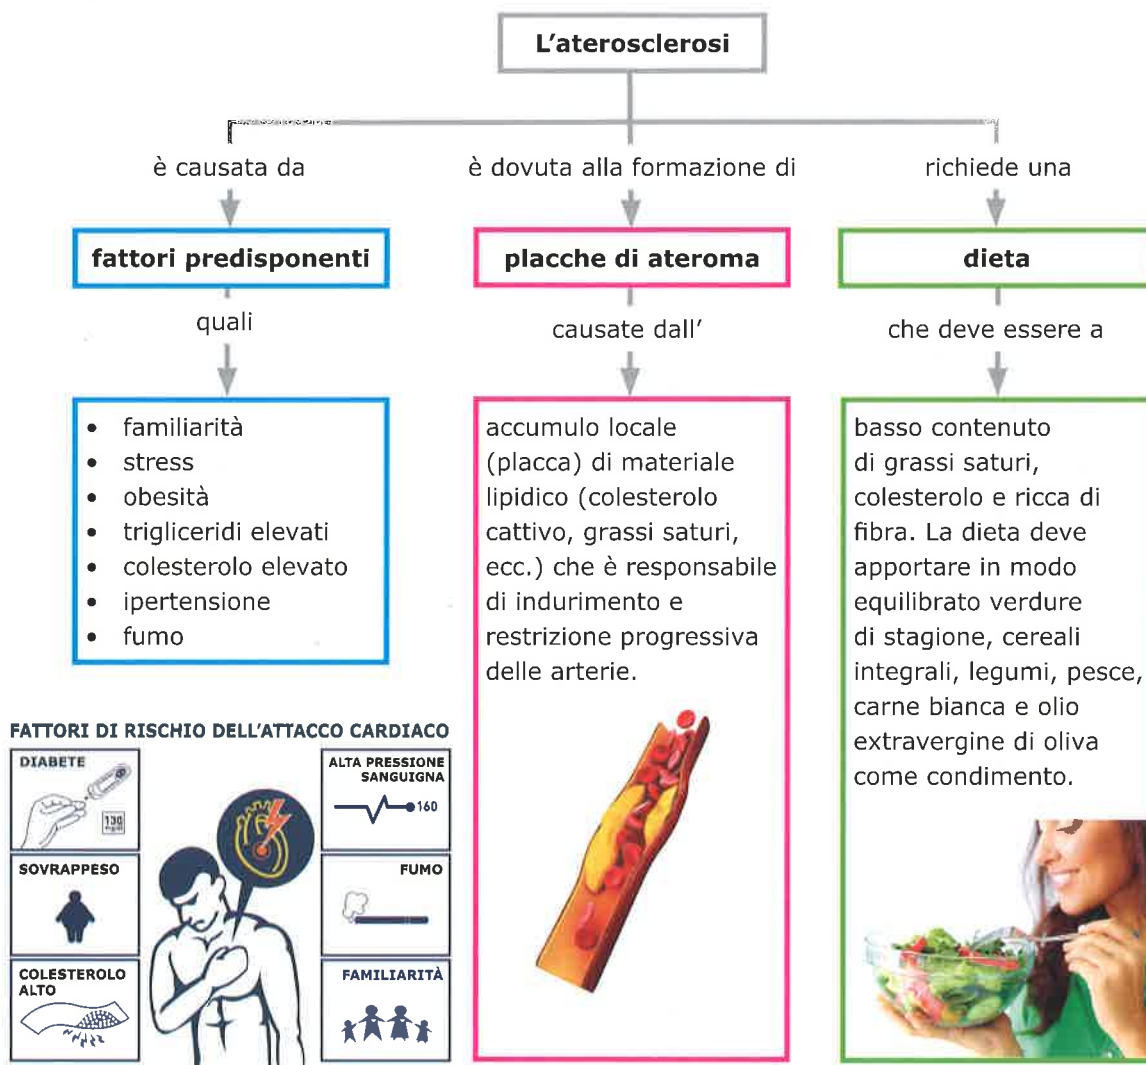 L'aterosclerosi
è causata da
è dovuta alla formazione di
richiede una
fattori predisponenti
placche di ateroma
dieta
quali
causate dall'
che deve essere a
• familiarità
• stress
• obesità
• trigliceridi elevati
• colesterolo elevato
• ipertensione
• fumo
accumulo locale
(placca) di materiale
lipidico (colesterolo
cattivo, grassi saturi,
ecc.) che è responsabile
di indurimento e
restrizione progressiva
delle arterie.
basso contenuto
di grassi saturi,
colesterolo e ricca di
fibra. La dieta deve
apportare in modo
equilibrato verdure
di stagione, cereali
integrali, legumi, pesce,
carne bianca e olio
extravergine di oliva
come condimento.
FATTORI DI RISCHIO DELL'ATTACCO CARDIACO
DIABETE
130
mg/dl
SOVRAPPESO
COLESTEROLO
ALTO
ALTA PRESSIONE
SANGUIGNA
160
FUMO
FAMILIARITÀ